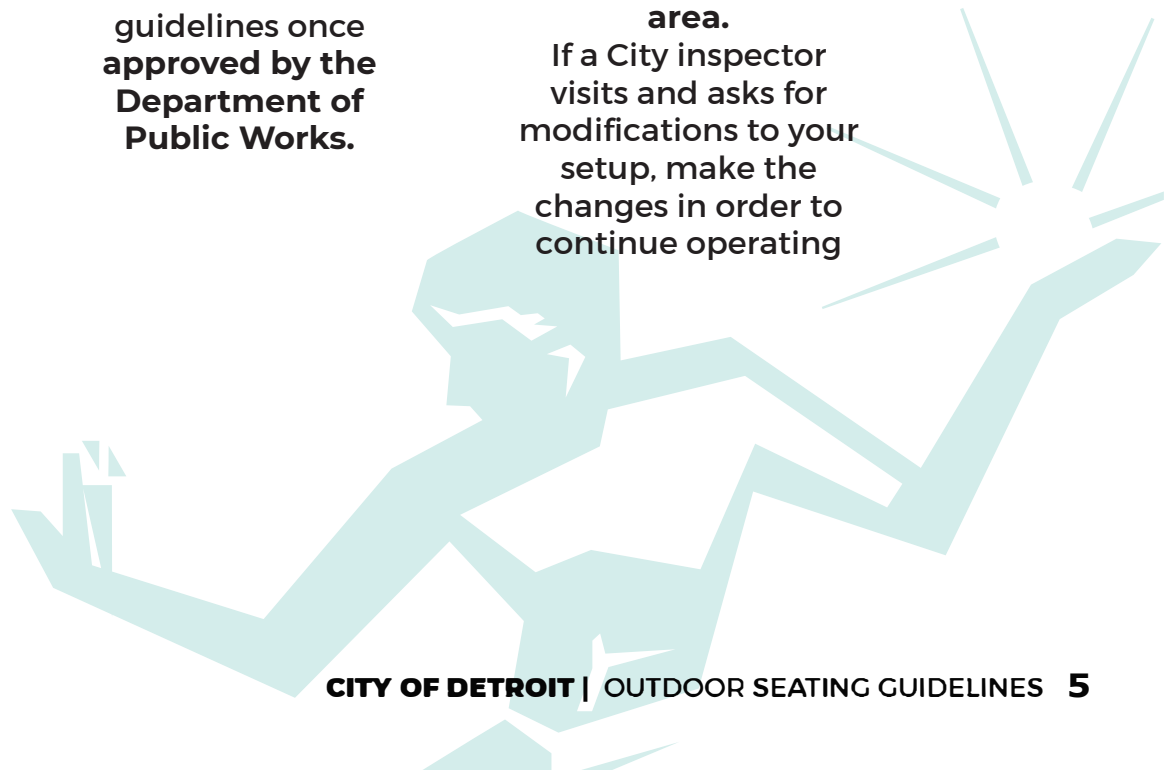 guidelines once
approved by the
Department of
Public Works.
area.
If a City inspector
visits and asks for
modifications to your
setup, make the
changes in order to
continue operating
CITY OF DETROIT | OUTDOOR SEATING GUIDELINES 5